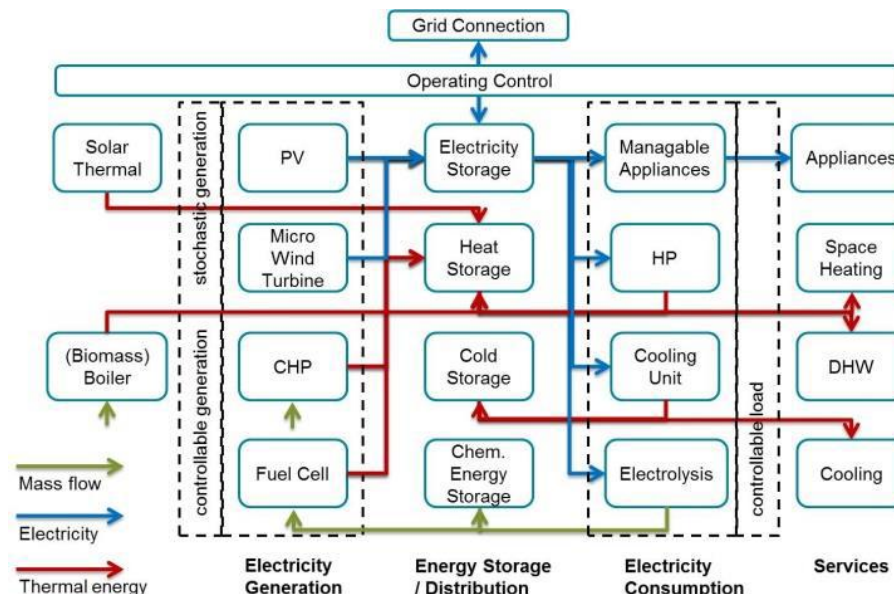 Grid Connection
Operating Control
Solar
Thermal
stochastic generation
PV
Electricity
Storage
Managable
Appliances
Appliances
Micro
Wind
Turbine
Heat
Storage
HP
Space
Heating
(Biomass)
Boiler
controllable generation
CHP
Cold
Storage
Cooling
Unit
controllable load
DHW
Fuel Cell
Chem.
Energy
Storage
Electrolysis
Cooling
Mass flow
Electricity
Thermal energy
Electricity
Generation
Energy Storage
/ Distribution
Electricity
Consumption
Services